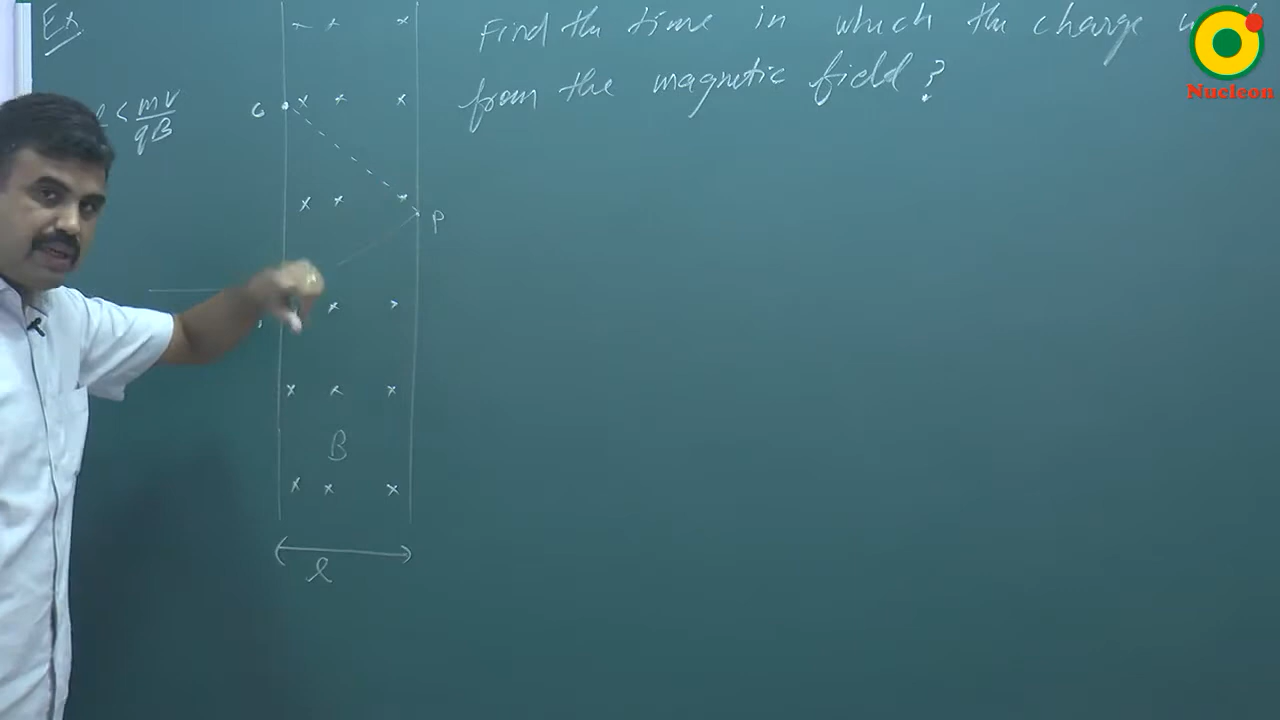 Ex.
Find the time in which the charge
from the magnetic field?
< mv
qB
C
P
B
l
Nucleon